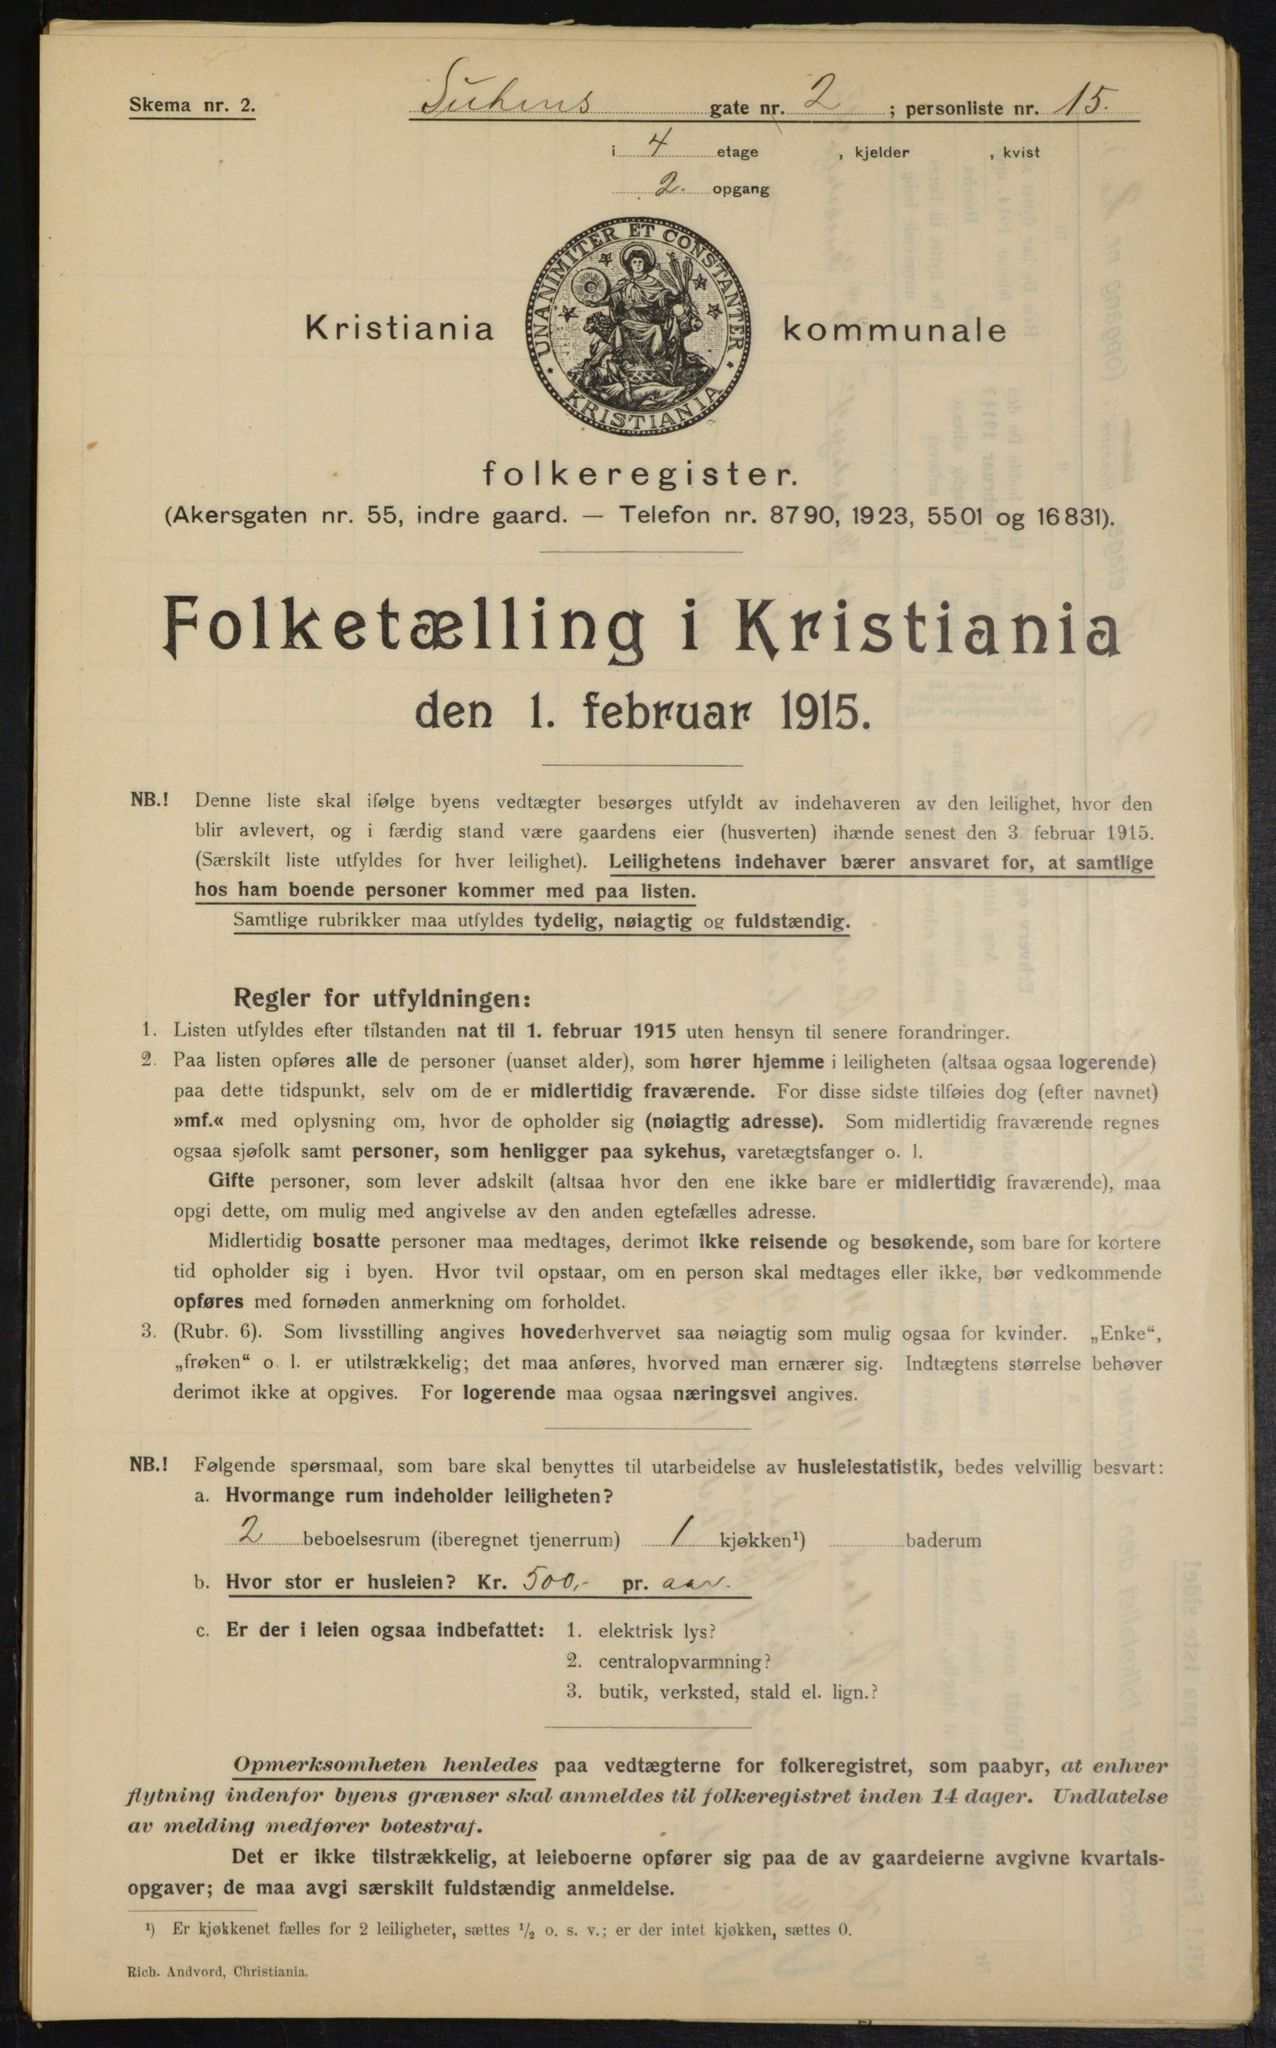 Skema nr. 2.
Suhms gate nr. 2 ; personliste nr. 15.
i 4 etage , kjelder , kvist
2. opgang
UNANIMITER ET CONSTANTER
KRISTIANIA
Kristiania kommunale
folkeregister.
(Akersgaten nr. 55, indre gaard. — Telefon nr. 8790, 1923, 5501 og 16831).
Folketælling i Kristiania
den 1. februar 1915.
NB.! Denne liste skal ifølge byens vedtægter besørges utfyldt av indehaveren av den leilighet, hvor den
blir avlevert, og i færdig stand være gaardens eier (husverten) ihænde senest den 3. februar 1915.
(Særskilt liste utfyldes for hver leilighet). Leilighetens indehaver bærer ansvaret for, at samtlige
hos ham boende personer kommer med paa listen.
Samtlige rubrikker maa utfyldes tydelig, nøiagtig og fuldstændig.
Regler for utfyldningen:
1. Listen utfyldes efter tilstanden nat til 1. februar 1915 uten hensyn til senere forandringer.
2. Paa listen opføres alle de personer (uanset alder), som hører hjemme i leiligheten (altsaa ogsaa logerende)
paa dette tidspunkt, selv om de er midlertidig fraværende. For disse sidste tilføies dog (efter navnet)
»mf.« med oplysning om, hvor de opholder sig (nøiagtig adresse). Som midlertidig fraværende regnes
ogsaa sjøfolk samt personer, som henligger paa sykehus, varetægtsfanger o. l.
Gifte personer, som lever adskilt (altsaa hvor den ene ikke bare er midlertidig fraværende), maa
opgi dette, om mulig med angivelse av den anden egtefælles adresse.
Midlertidig bosatte personer maa medtages, derimot ikke reisende og besøkende, som bare for kortere
tid opholder sig i byen. Hvor tvil opstaar, om en person skal medtages eller ikke, bør vedkommende
opføres med fornøden anmerkning om forholdet.
3. (Rubr. 6). Som livsstilling angives hovederhvervet saa nøiagtig som mulig ogsaa for kvinder. „Enke“,
„frøken“ o. l. er utilstrækkelig; det maa anføres, hvorved man ernærer sig. Indtægtens størrelse behøver
derimot ikke at opgives. For logerende maa ogsaa næringsvei angives.
NB.! Følgende spørsmaal, som bare skal benyttes til utarbeidelse av husleiestatistik, bedes velvillig besvart:
a. Hvormange rum indeholder leiligheten?
2 beboelsesrum (iberegnet tjenerrum) 1 kjøkken¹) baderum
b. Hvor stor er husleien? Kr. 500,- pr. aar.
c. Er der i leien ogsaa indbefattet: 1. elektrisk lys?
2. centralopvarmning?
3. butik, verksted, stald el. lign.?
Opmerksomheten henledes paa vedtægterne for folkeregistret, som paabyr, at enhver
flytning indenfor byens grænser skal anmeldes til folkeregistret inden 14 dager. Undlatelse
av melding medfører bøtestraf.
Det er ikke tilstrækkelig, at leieboerne opfører sig paa de av gaardeierne avgivne kvartals-
opgaver; de maa avgi særskilt fuldstændig anmeldelse.
¹) Er kjøkkenet fælles for 2 leiligheter, sættes ½ o. s. v.; er der intet kjøkken, sættes 0.
Rich. Andvord, Christiania.